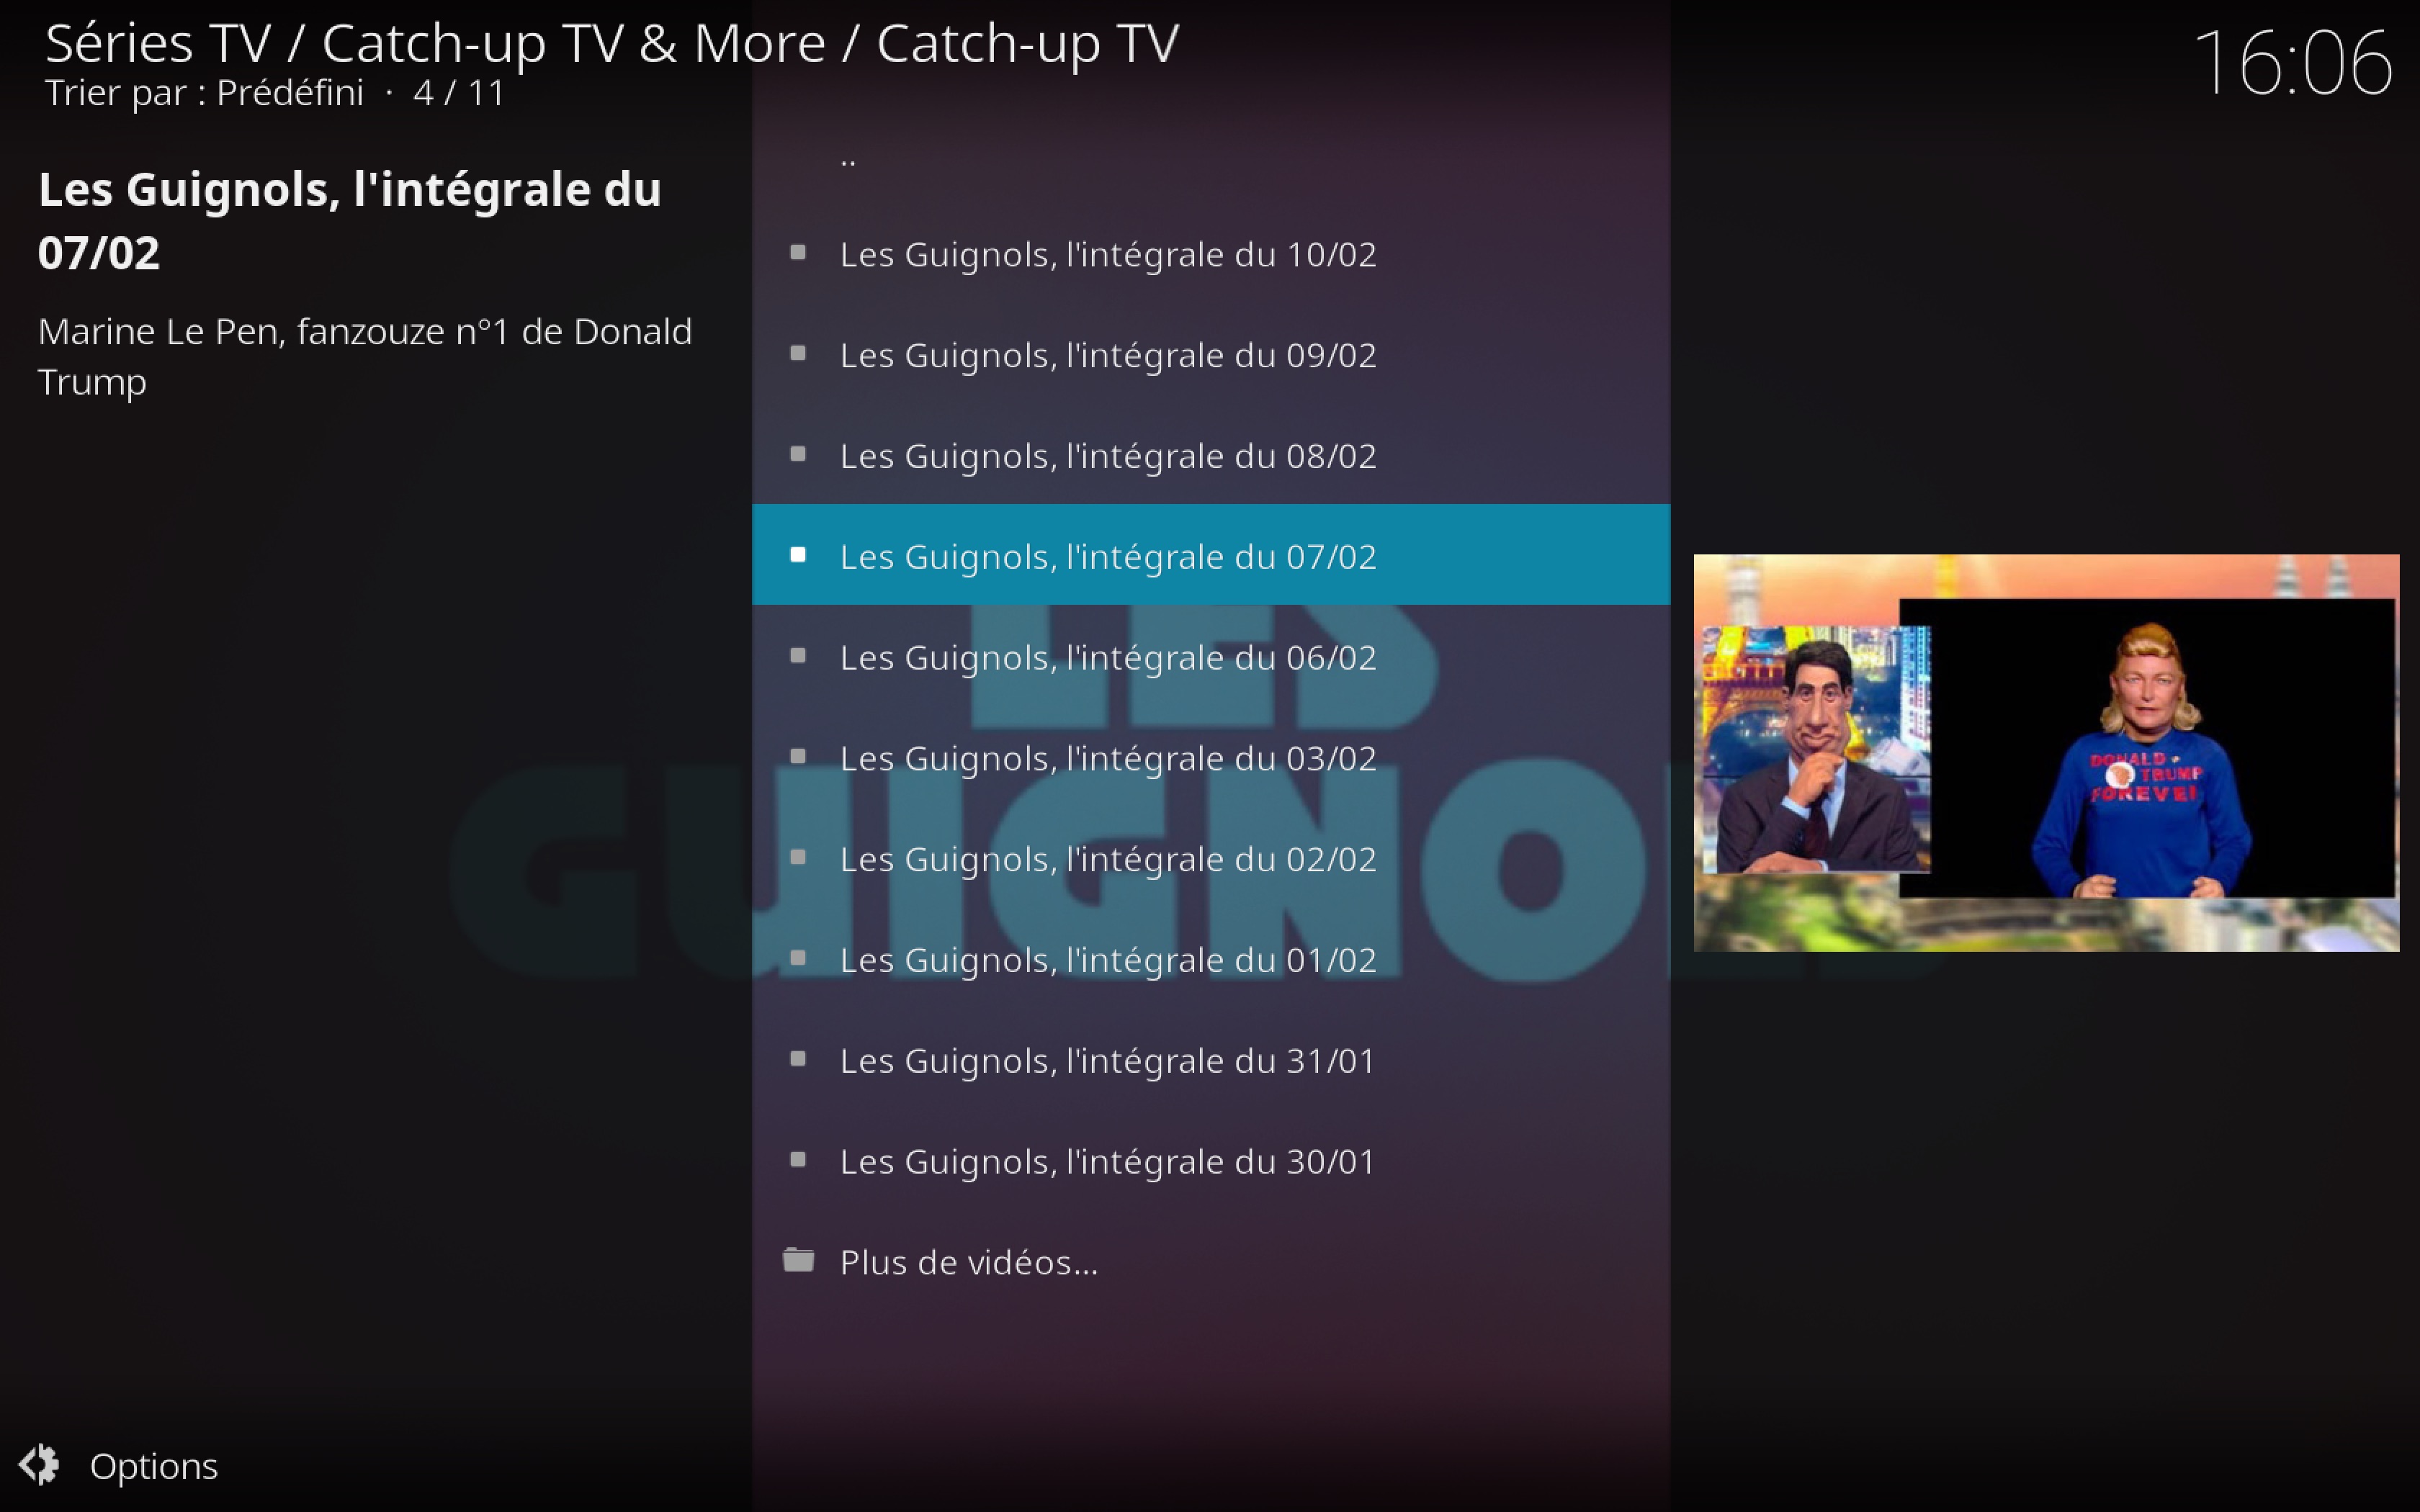 Séries TV / Catch-up TV & More / Catch-up TV
Trier par : Prédéfini · 4 / 11
16:06
Les Guignols, l'intégrale du
07/02
Marine Le Pen, fanzouze n°1 de Donald
Trump
..
Les Guignols, l'intégrale du 10/02
Les Guignols, l'intégrale du 09/02
Les Guignols, l'intégrale du 08/02
Les Guignols, l'intégrale du 07/02
Les Guignols, l'intégrale du 06/02
Les Guignols, l'intégrale du 03/02
Les Guignols, l'intégrale du 02/02
Les Guignols, l'intégrale du 01/02
Les Guignols, l'intégrale du 31/01
Les Guignols, l'intégrale du 30/01
Plus de vidéos...
LES
GUIGNOLS
DONALD
TRUMP
FOREVE
Options